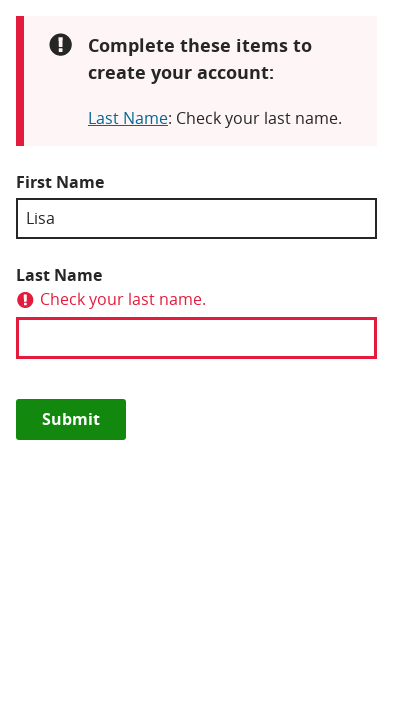 Complete these items to
create your account:
Last Name: Check your last name.
First Name
Lisa
Last Name
Check your last name.
Submit